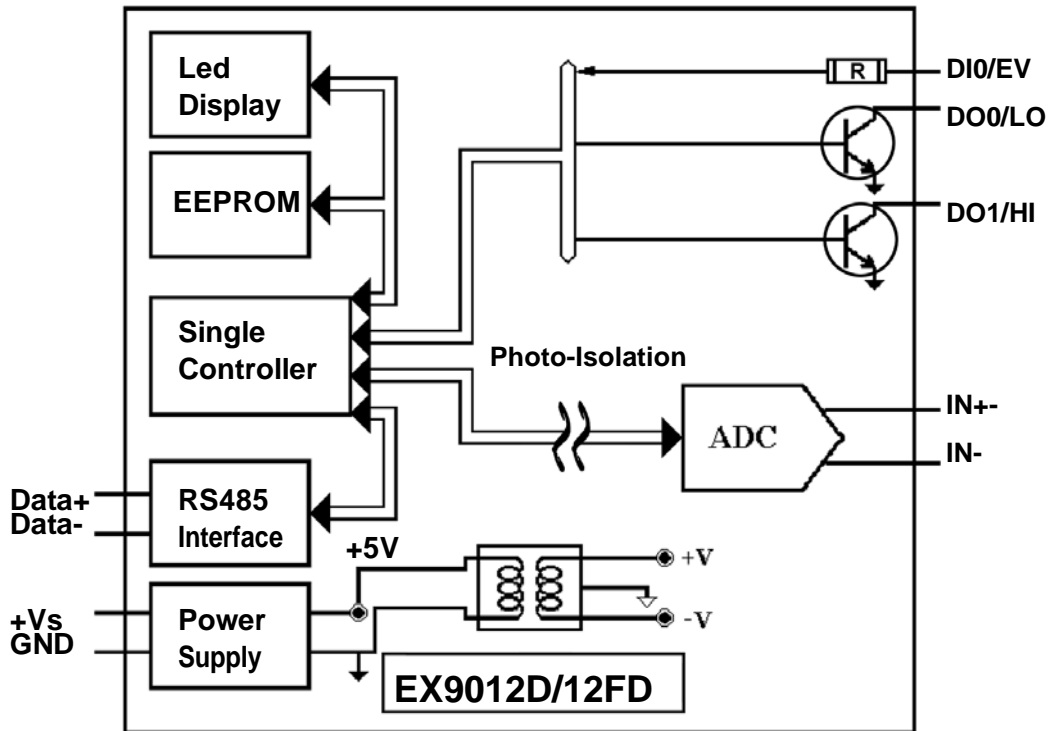 Led
Display
EEPROM
Single
Controller
RS485
Interface
Power
Supply
Data+
Data-
+Vs
GND
+5V
Photo-Isolation
R
DI0/EV
DO0/LO
DO1/HI
ADC
IN+-
IN-
+V
-V
EX9012D/12FD